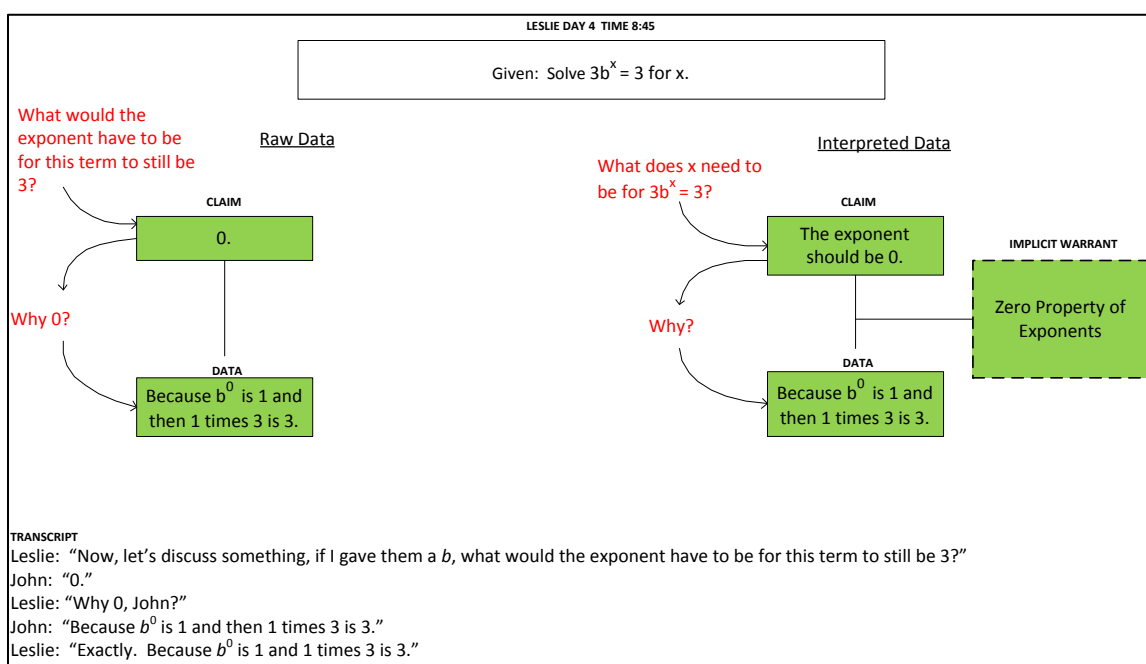 LESLIE DAY 4 TIME 8:45
Given: Solve 3bˣ = 3 for x.
What would the
exponent have to be
for this term to still be
3?
Raw Data
CLAIM
0.
Why 0?
DATA
Because b⁰ is 1 and
then 1 times 3 is 3.
Interpreted Data
What does x need to
be for 3bˣ = 3?
CLAIM
The exponent
should be 0.
IMPLICIT WARRANT
Zero Property of
Exponents
Why?
DATA
Because b⁰ is 1 and
then 1 times 3 is 3.
TRANSCRIPT
Leslie: “Now, let’s discuss something, if I gave them a b, what would the exponent have to be for this term to still be 3?”
John: “0.”
Leslie: “Why 0, John?”
John: “Because b⁰ is 1 and then 1 times 3 is 3.”
Leslie: “Exactly. Because b⁰ is 1 and 1 times 3 is 3.”